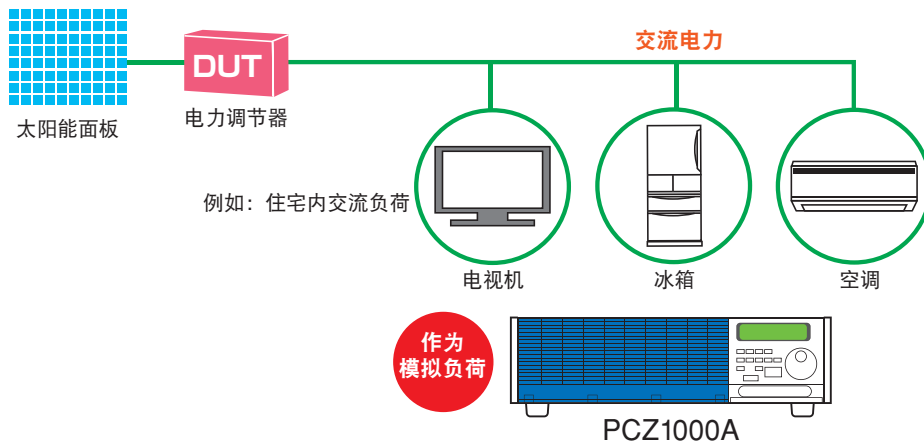 交流电力
DUT
太阳能面板
电力调节器
例如：住宅内交流负荷
电视机
冰箱
空调
作为
模拟负荷
PCZ1000A